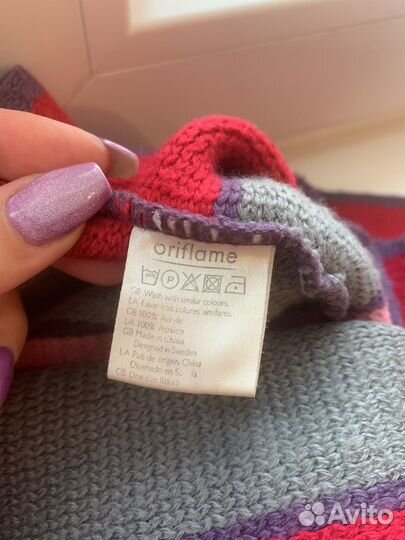 oriflame
GB Wash with similar colours.
LA Lavar con colores similares.
GB 100% Acrylic
LA 100% Acrílico
GB Made in China
Designed in Sweden
LA País de origen: China
Diseñado en
GB One size
Avito